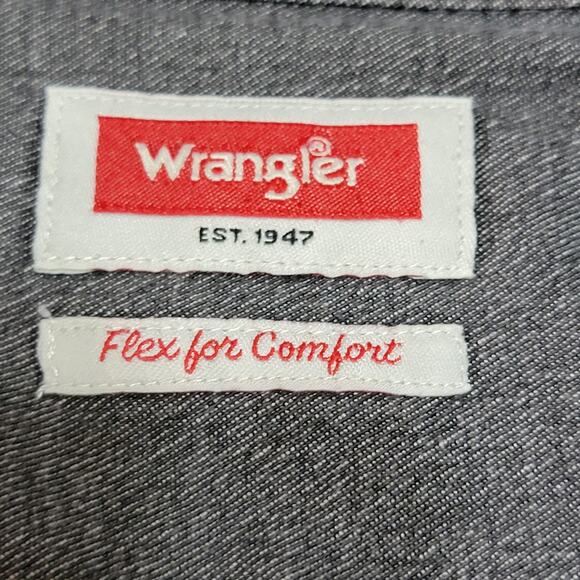 Wrangler®
EST. 1947
Flex for Comfort